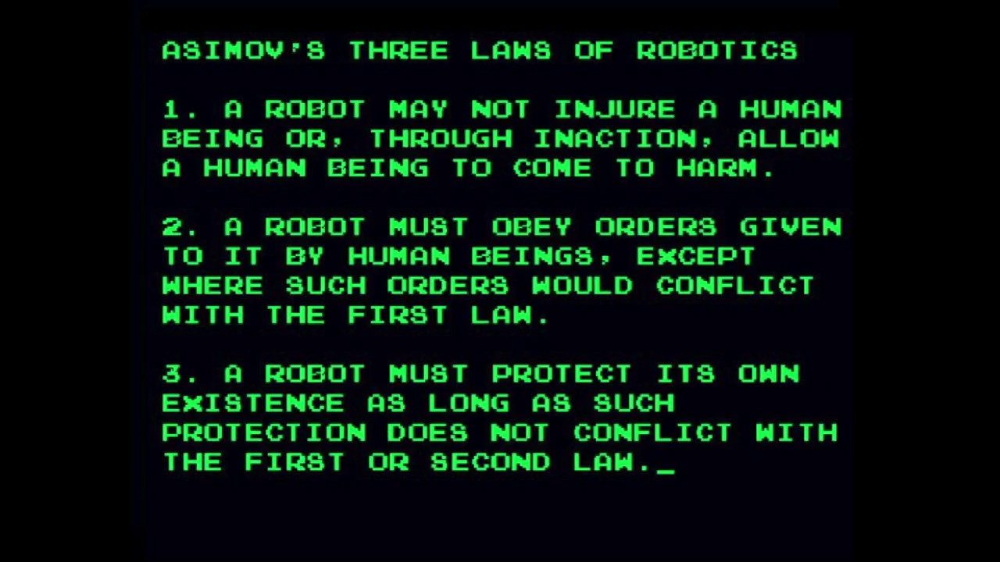 ASIMOV'S THREE LAWS OF ROBOTICS
1. A ROBOT MAY NOT INJURE A HUMAN
BEING OR, THROUGH INACTION, ALLOW
A HUMAN BEING TO COME TO HARM.
2. A ROBOT MUST OBEY ORDERS GIVEN
TO IT BY HUMAN BEINGS, EXCEPT
WHERE SUCH ORDERS WOULD CONFLICT
WITH THE FIRST LAW.
3. A ROBOT MUST PROTECT ITS OWN
EXISTENCE AS LONG AS SUCH
PROTECTION DOES NOT CONFLICT WITH
THE FIRST OR SECOND LAW._